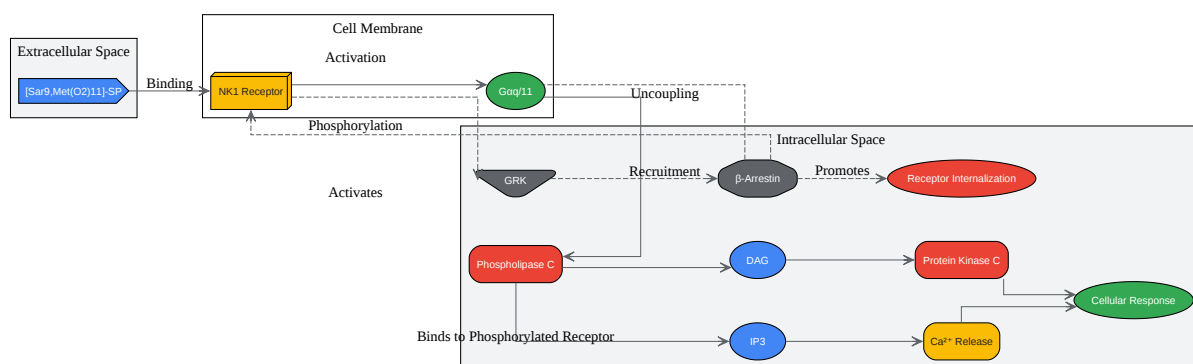 Cell Membrane
Extracellular Space
Activation
[Sar9,Met(O2)11]-SP
Binding
NK1 Receptor
Gαq/11
Uncoupling
Phosphorylation
Intracellular Space
GRK
Recruitment
β-Arrestin
Promotes
Receptor Internalization
Activates
Phospholipase C
DAG
Protein Kinase C
Cellular Response
Binds to Phosphorylated Receptor
IP3
Ca²⁺ Release